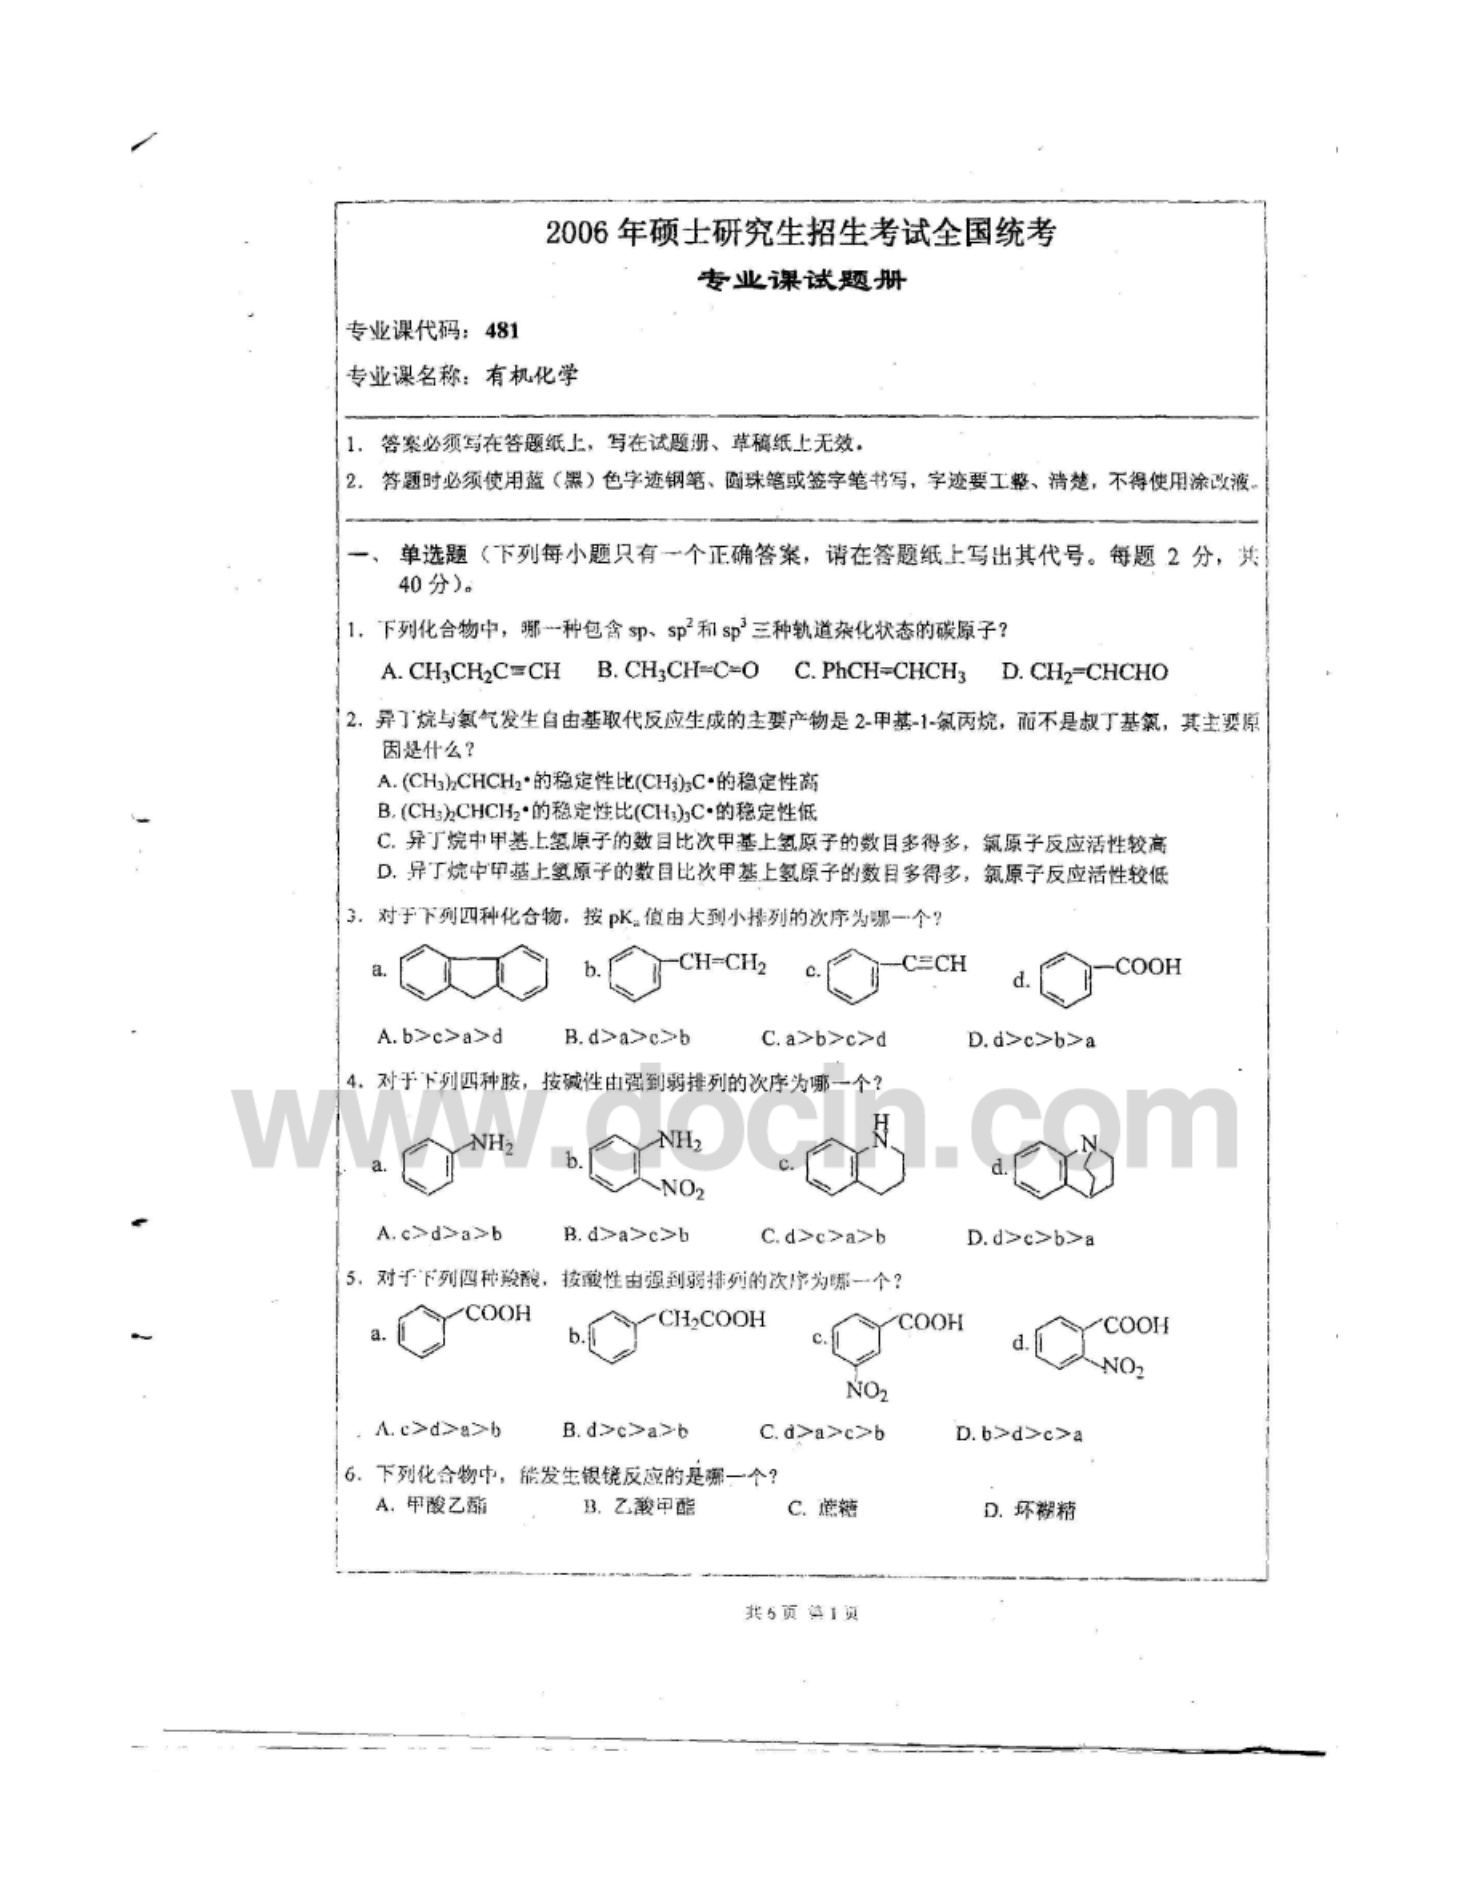 2006 年硕士研究生招生考试全国统考
专业课试题册
专业课代码：481
专业课名称：有机化学
1. 答案必须写在答题纸上，写在试题册、草稿纸上无效。
2. 答题时必须使用蓝（黑）色字迹钢笔、圆珠笔或签字笔书写，字迹要工整、清楚，不得使用涂改液。
一、单选题（下列每小题只有一个正确答案，请在答题纸上写出其代号。每题 2 分，共
40 分）。
1. 下列化合物中，哪一种包含 sp、sp² 和 sp³ 三种轨道杂化状态的碳原子？
A. CH₃CH₂C≡CH B. CH₃CH=C=O C. PhCH=CHCH₃ D. CH₂=CHCHO
2. 异丁烷与氯气发生自由基取代反应生成的主要产物是 2-甲基-1-氯丙烷，而不是叔丁基氯，其主要原
因是什么？
A. (CH₃)₂CHCH₂•的稳定性比(CH₃)₃C•的稳定性高
B. (CH₃)₂CHCH₂•的稳定性比(CH₃)₃C•的稳定性低
C. 异丁烷中甲基上氢原子的数目比次甲基上氢原子的数目多得多，氯原子反应活性较高
D. 异丁烷中甲基上氢原子的数目比次甲基上氢原子的数目多得多，氯原子反应活性较低
3. 对于下列四种化合物，按 pKₐ 值由大到小排列的次序为哪一个？
a. b. CH=CH₂ c. C≡CH d. COOH
A. b>c>a>d B. d>a>c>b C. a>b>c>d D. d>c>b>a
4. 对于下列四种胺，按碱性由强到弱排列的次序为哪一个？
a. NH₂ b. NH₂ NO₂ c. H N d. N
A. c>d>a>b B. d>a>c>b C. d>c>a>b D. d>c>b>a
5. 对于下列四种羧酸，按酸性由强到弱排列的次序为哪一个？
a. COOH b. CH₂COOH c. COOH NO₂ d. COOH NO₂
A. c>d>a>b B. d>c>a>b C. d>a>c>b D. b>d>c>a
6. 下列化合物中，能发生银镜反应的是哪一个？
A. 甲酸乙酯 B. 乙酸甲酯 C. 蔗糖 D. 环糊精
共 6 页 第 1 页
www.docin.com